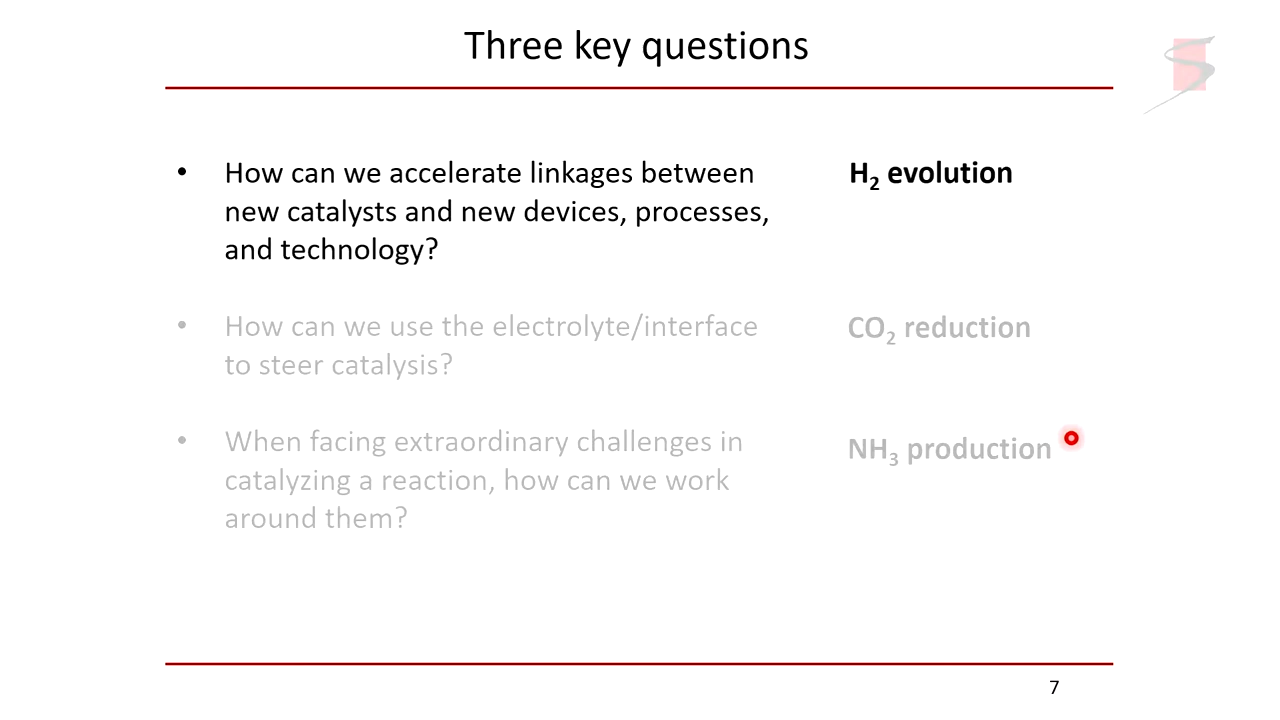 Three key questions
• How can we accelerate linkages between
new catalysts and new devices, processes,
and technology?
H₂ evolution
• How can we use the electrolyte/interface
to steer catalysis?
CO₂ reduction
• When facing extraordinary challenges in
catalyzing a reaction, how can we work
around them?
NH₃ production
7